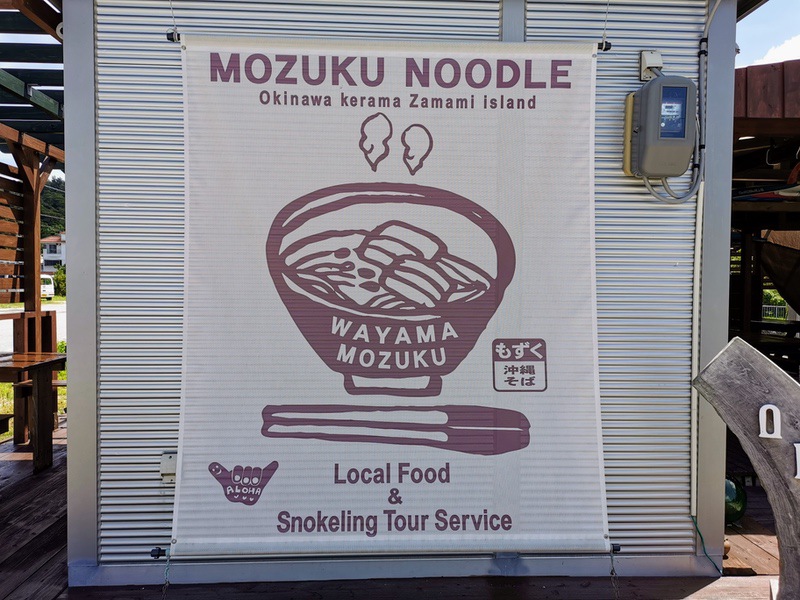 MOZUKU NOODLE
Okinawa kerama Zamami island
WAYAMA
MOZUKU
もずく
沖縄
そば
ALOHA
Local Food
&
Snokeling Tour Service
O